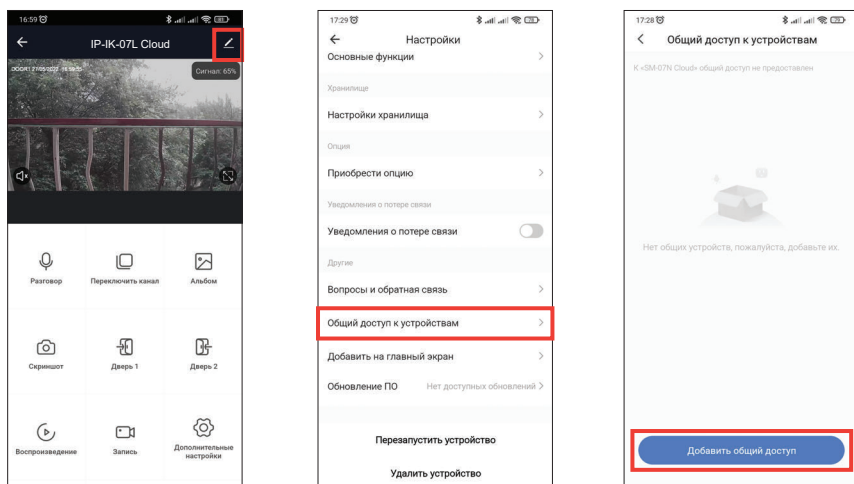 16:59
IP-IK-07L Cloud
DOOR1 27/05/2022 16:59:35
Сигнал: 65%
Разговор
Переключить канал
Альбом
Скриншот
Дверь 1
Дверь 2
Воспроизведение
Запись
Дополнительные
настройки
17:29
Настройки
Основные функции
Хранилище
Настройки хранилища
Опция
Приобрести опцию
Уведомления о потере связи
Уведомления о потере связи
Другие
Вопросы и обратная связь
Общий доступ к устройствам
Добавить на главный экран
Обновление ПО Нет доступных обновлений
Перезапустить устройство
Удалить устройство
17:28
Общий доступ к устройствам
К «SM-07N Cloud» общий доступ не предоставлен
Нет общих устройств, пожалуйста, добавьте их.
Добавить общий доступ